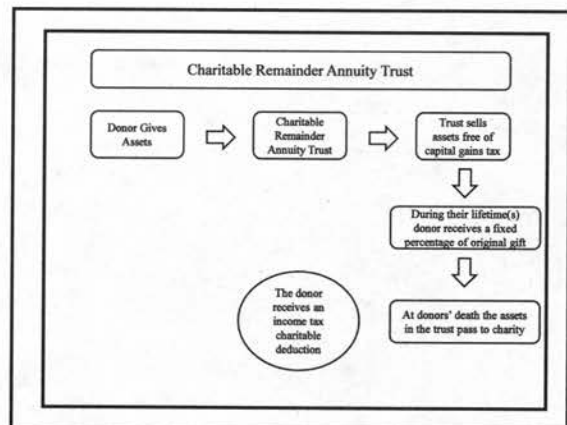 Charitable Remainder Annuity Trust
Donor Gives
Assets
Charitable
Remainder
Annuity Trust
Trust sells
assets free of
capital gains tax
During their lifetime(s)
donor receives a fixed
percentage of original gift
The donor
receives an
income tax
charitable
deduction
At donors' death the assets
in the trust pass to charity